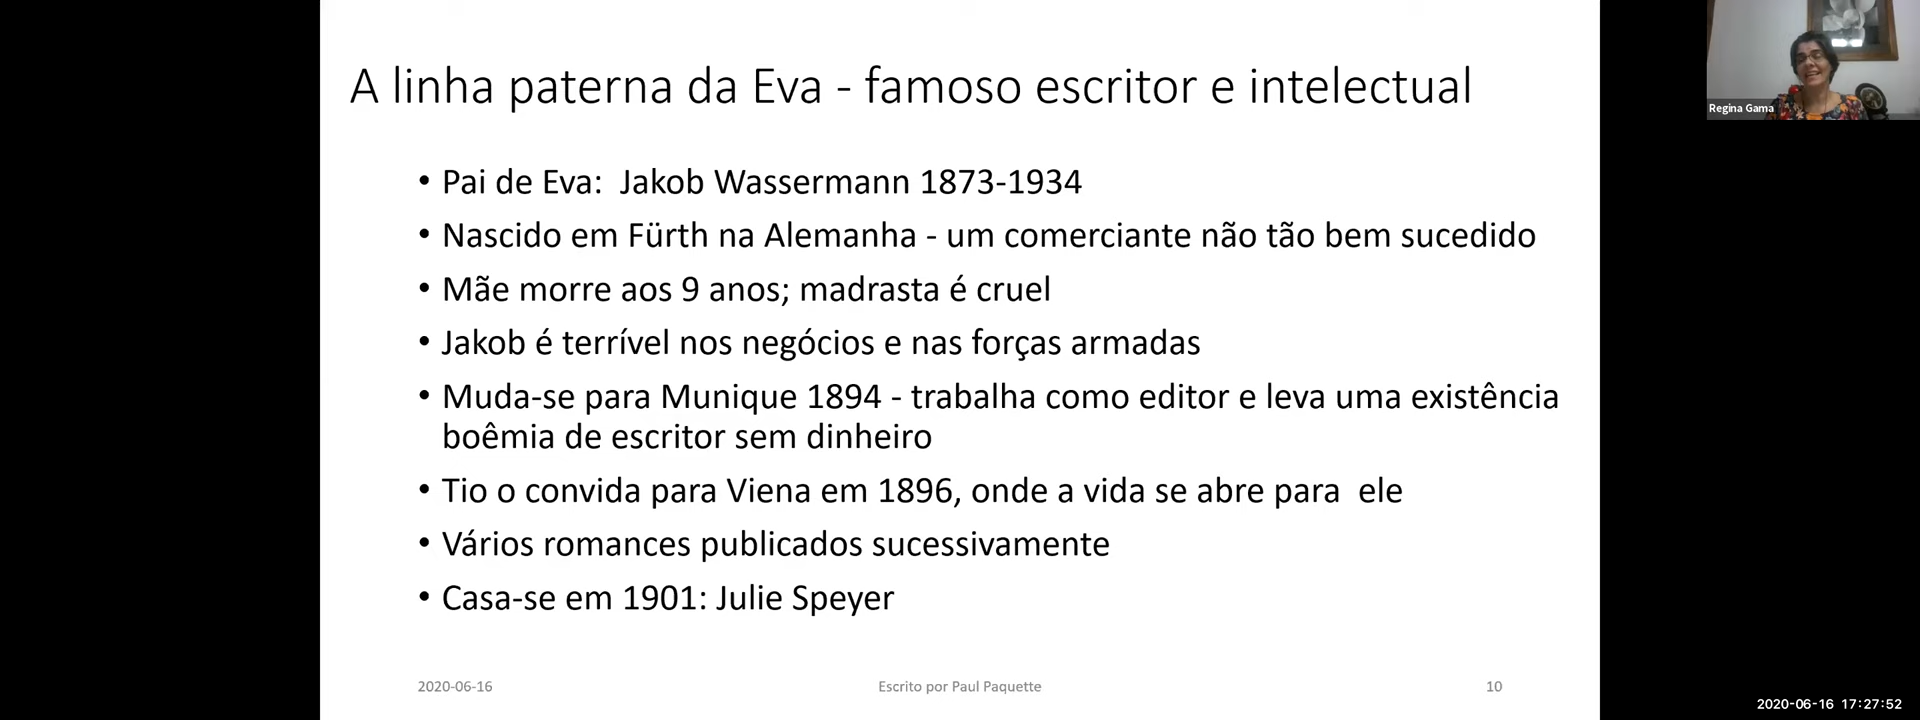 A linha paterna da Eva - famoso escritor e intelectual
Regina Gama
• Pai de Eva:  Jakob Wassermann 1873-1934
• Nascido em Fürth na Alemanha - um comerciante não tão bem sucedido
• Mãe morre aos 9 anos; madrasta é cruel
• Jakob é terrível nos negócios e nas forças armadas
• Muda-se para Munique 1894 - trabalha como editor e leva uma existência
boêmia de escritor sem dinheiro
• Tio o convida para Viena em 1896, onde a vida se abre para  ele
• Vários romances publicados sucessivamente
• Casa-se em 1901: Julie Speyer
2020-06-16
Escrito por Paul Paquette
10
2020-06-16 17:27:52